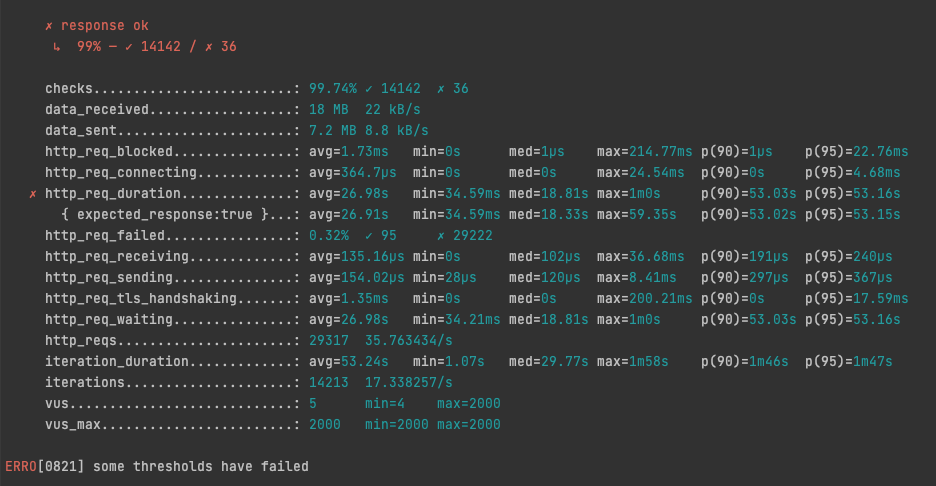 ✗ response ok
↳  99% — ✓ 14142 / ✗ 36
checks.........................: 99.74% ✓ 14142  ✗ 36
data_received..................: 18 MB  22 kB/s
data_sent......................: 7.2 MB 8.8 kB/s
http_req_blocked...............: avg=1.73ms   min=0s      med=1µs     max=214.77ms p(90)=1µs    p(95)=22.76ms
http_req_connecting............: avg=364.7µs  min=0s      med=0s      max=24.54ms  p(90)=0s     p(95)=4.68ms
✗ http_req_duration..............: avg=26.98s   min=34.59ms med=18.81s  max=1m0s     p(90)=53.03s p(95)=53.16s
{ expected_response:true }...: avg=26.91s   min=34.59ms med=18.33s  max=59.35s   p(90)=53.02s p(95)=53.15s
http_req_failed................: 0.32%  ✓ 95     ✗ 29222
http_req_receiving.............: avg=135.16µs min=0s      med=102µs   max=36.68ms  p(90)=191µs  p(95)=240µs
http_req_sending...............: avg=154.02µs min=28µs    med=120µs   max=8.41ms   p(90)=297µs  p(95)=367µs
http_req_tls_handshaking.......: avg=1.35ms   min=0s      med=0s      max=200.21ms p(90)=0s     p(95)=17.59ms
http_req_waiting...............: avg=26.98s   min=34.21ms med=18.81s  max=1m0s     p(90)=53.03s p(95)=53.16s
http_reqs......................: 29317  35.763434/s
iteration_duration.............: avg=53.24s   min=1.07s   med=29.77s  max=1m58s    p(90)=1m46s  p(95)=1m47s
iterations.....................: 14213  17.338257/s
vus............................: 5      min=4    max=2000
vus_max........................: 2000   min=2000 max=2000
ERRO[0821] some thresholds have failed